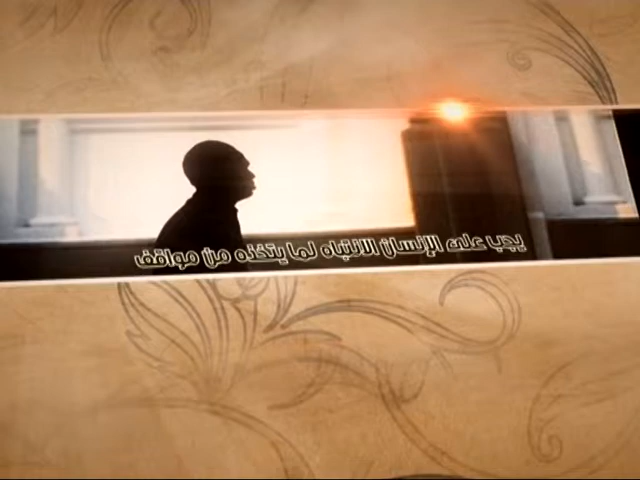 يجب على الإنسان الانتباه لما يتخذه من مواقف